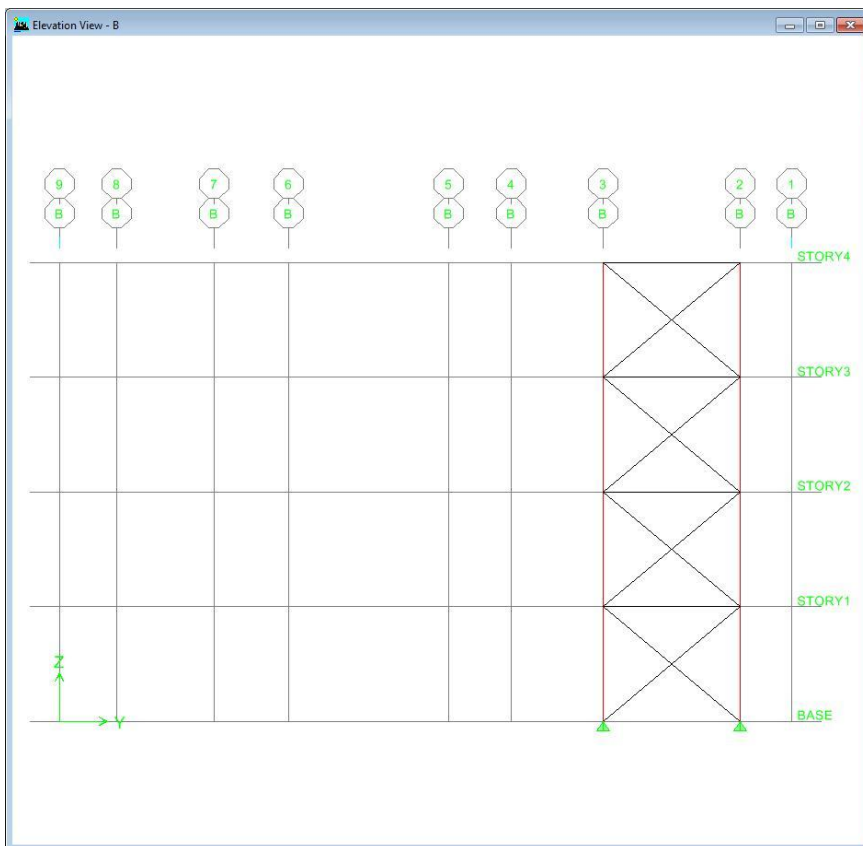 Elevation View - B
9 8 7 6 5 4 3 2 1
B B B B B B B B B
STORY4
STORY3
STORY2
STORY1
Z
Y
BASE